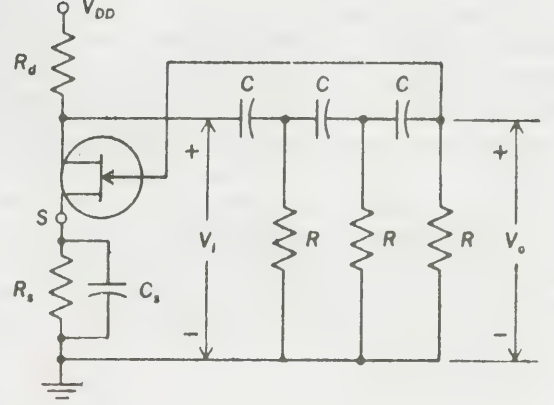 V_DD
R_d
C C C
+ +
S
V_i R R R V_o
R_s C_s
− −